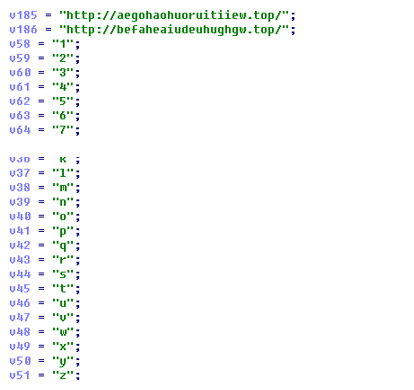 v185 = "http://aegohaohuoruitiiew.top/";
v186 = "http://befaheaiudeuhughgw.top/";
v58 = "1";
v59 = "2";
v60 = "3";
v61 = "4";
v62 = "5";
v63 = "6";
v64 = "7";
v36 = "k";
v37 = "l";
v38 = "m";
v39 = "n";
v40 = "o";
v41 = "p";
v42 = "q";
v43 = "r";
v44 = "s";
v45 = "t";
v46 = "u";
v47 = "v";
v48 = "w";
v49 = "x";
v50 = "y";
v51 = "z";